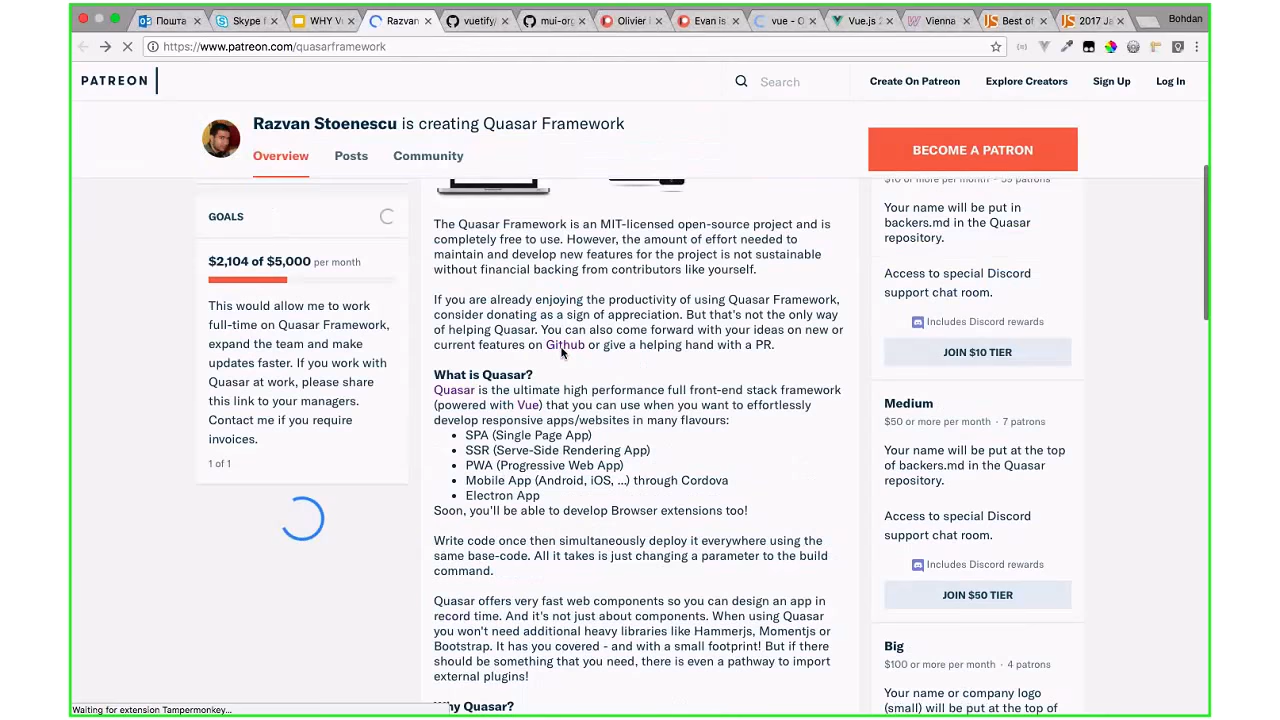 Пошта
Skype f
WHY V
Razvan
vuetify/
mui-org
Olivier
Evan is
vue - O
Vue.js 2
Vienna
Best of
2017 Ja
Bohdan
https://www.patreon.com/quasarframework
PATREON
Search
Create On Patreon
Explore Creators
Sign Up
Log In
Razvan Stoenescu is creating Quasar Framework
Overview
Posts
Community
BECOME A PATRON
GOALS
$2,104 of $5,000 per month
This would allow me to work
full-time on Quasar Framework,
expand the team and make
updates faster. If you work with
Quasar at work, please share
this link to your managers.
Contact me if you require
invoices.
1 of 1
The Quasar Framework is an MIT-licensed open-source project and is
completely free to use. However, the amount of effort needed to
maintain and develop new features for the project is not sustainable
without financial backing from contributors like yourself.
If you are already enjoying the productivity of using Quasar Framework,
consider donating as a sign of appreciation. But that's not the only way
of helping Quasar. You can also come forward with your ideas on new or
current features on Github or give a helping hand with a PR.
What is Quasar?
Quasar is the ultimate high performance full front-end stack framework
(powered with Vue) that you can use when you want to effortlessly
develop responsive apps/websites in many flavours:
• SPA (Single Page App)
• SSR (Serve-Side Rendering App)
• PWA (Progressive Web App)
• Mobile App (Android, iOS, ...) through Cordova
• Electron App
Soon, you'll be able to develop Browser extensions too!
Write code once then simultaneously deploy it everywhere using the
same base-code. All it takes is just changing a parameter to the build
command.
Quasar offers very fast web components so you can design an app in
record time. And it's not just about components. When using Quasar
you won't need additional heavy libraries like Hammerjs, Momentjs or
Bootstrap. It has you covered - and with a small footprint! But if there
should be something that you need, there is even a pathway to import
external plugins!
Why Quasar?
$10 or more per month · 59 patrons
Your name will be put in
backers.md in the Quasar
repository.
Access to special Discord
support chat room.
Includes Discord rewards
JOIN $10 TIER
Medium
$50 or more per month · 7 patrons
Your name will be put at the top
of backers.md in the Quasar
repository.
Access to special Discord
support chat room.
Includes Discord rewards
JOIN $50 TIER
Big
$100 or more per month · 4 patrons
Your name or company logo
(small) will be put at the top of
Waiting for extension Tampermonkey...